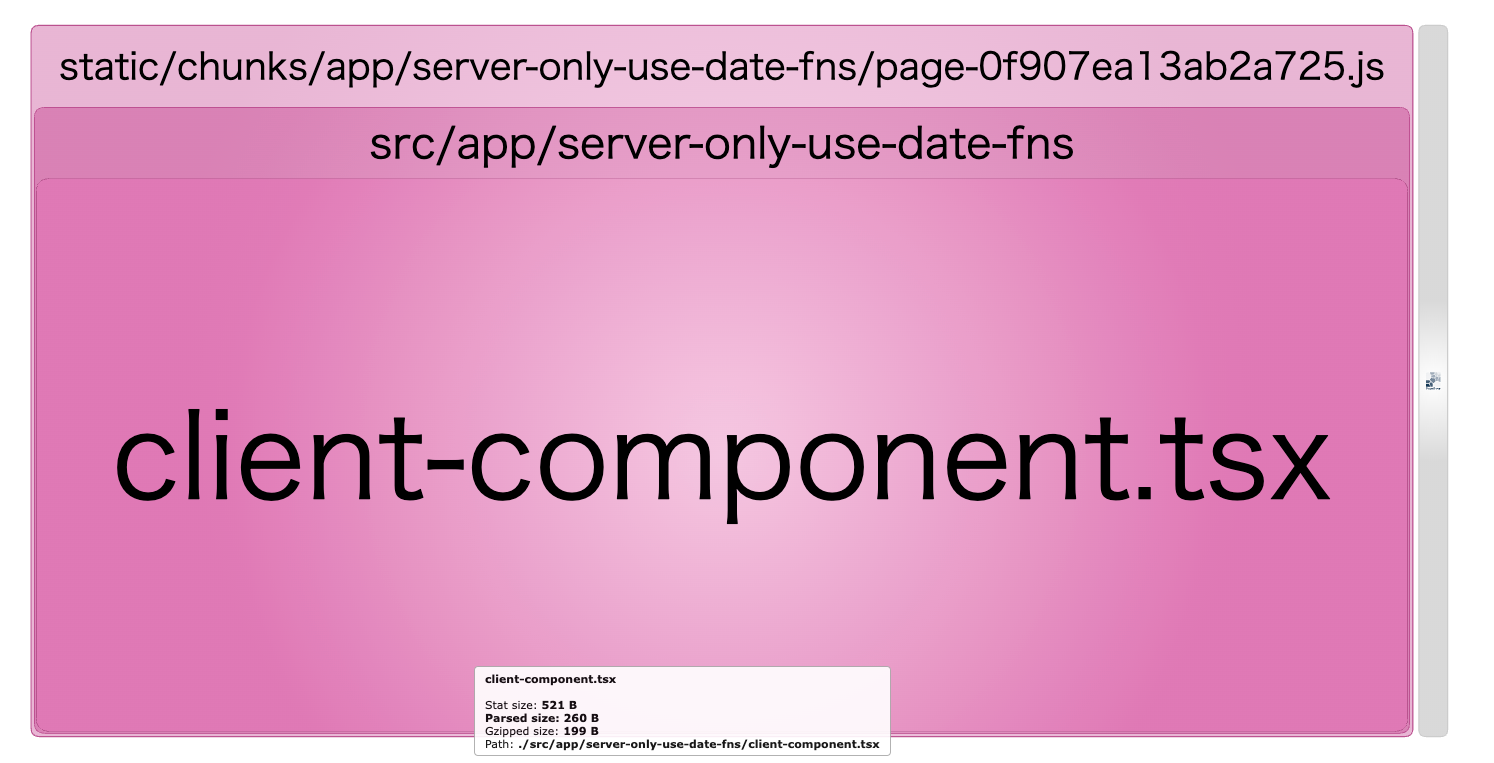 static/chunks/app/server-only-use-date-fns/page-0f907ea13ab2a725.js
src/app/server-only-use-date-fns
client-component.tsx
client-component.tsx
Stat size: 521 B
Parsed size: 260 B
Gzipped size: 199 B
Path: ./src/app/server-only-use-date-fns/client-component.tsx